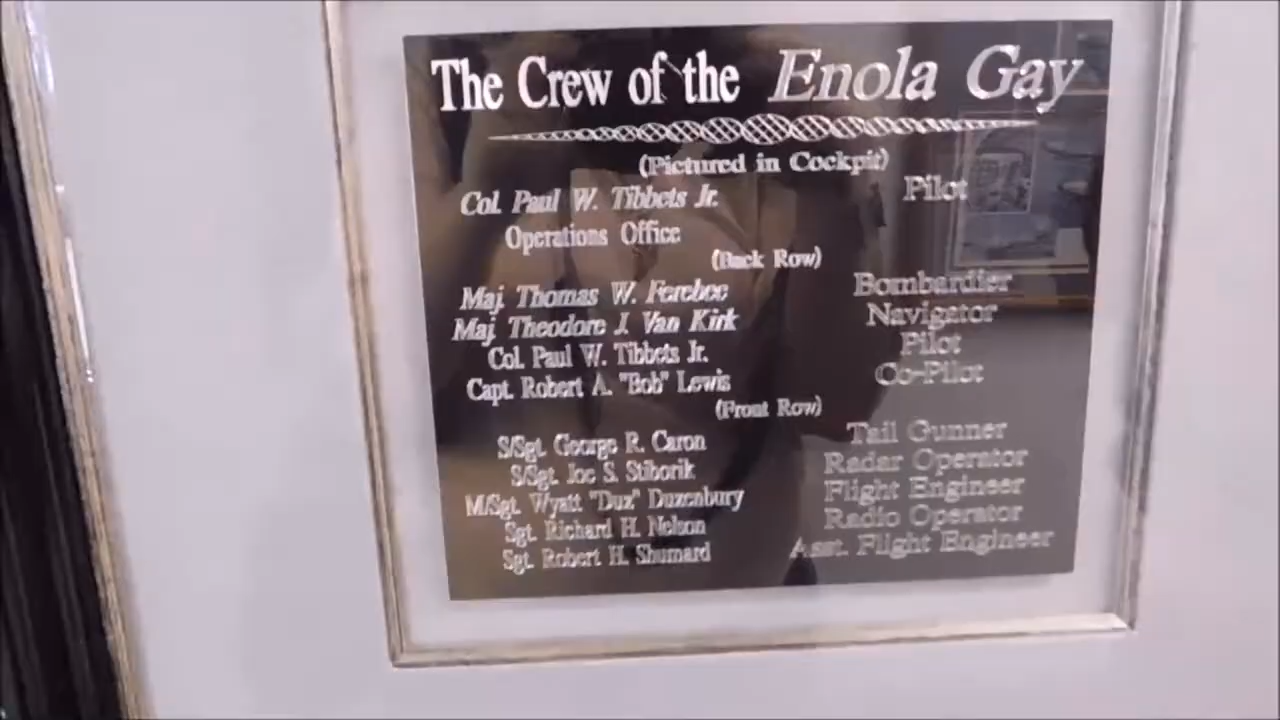 The Crew of the Enola Gay
(Pictured in Cockpit)
Col. Paul W. Tibbets Jr. Pilot
Operations Office
(Back Row)
Maj. Thomas W. Ferebee Bombardier
Maj. Theodore J. Van Kirk Navigator
Col. Paul W. Tibbets Jr. Pilot
Capt. Robert A. "Bob" Lewis Co-Pilot
(Front Row)
S/Sgt. George R. Caron Tail Gunner
S/Sgt. Joe S. Stiborik Radar Operator
M/Sgt. Wyatt "Duz" Duzenbury Flight Engineer
Sgt. Richard H. Nelson Radio Operator
Sgt. Robert H. Shumard Asst. Flight Engineer